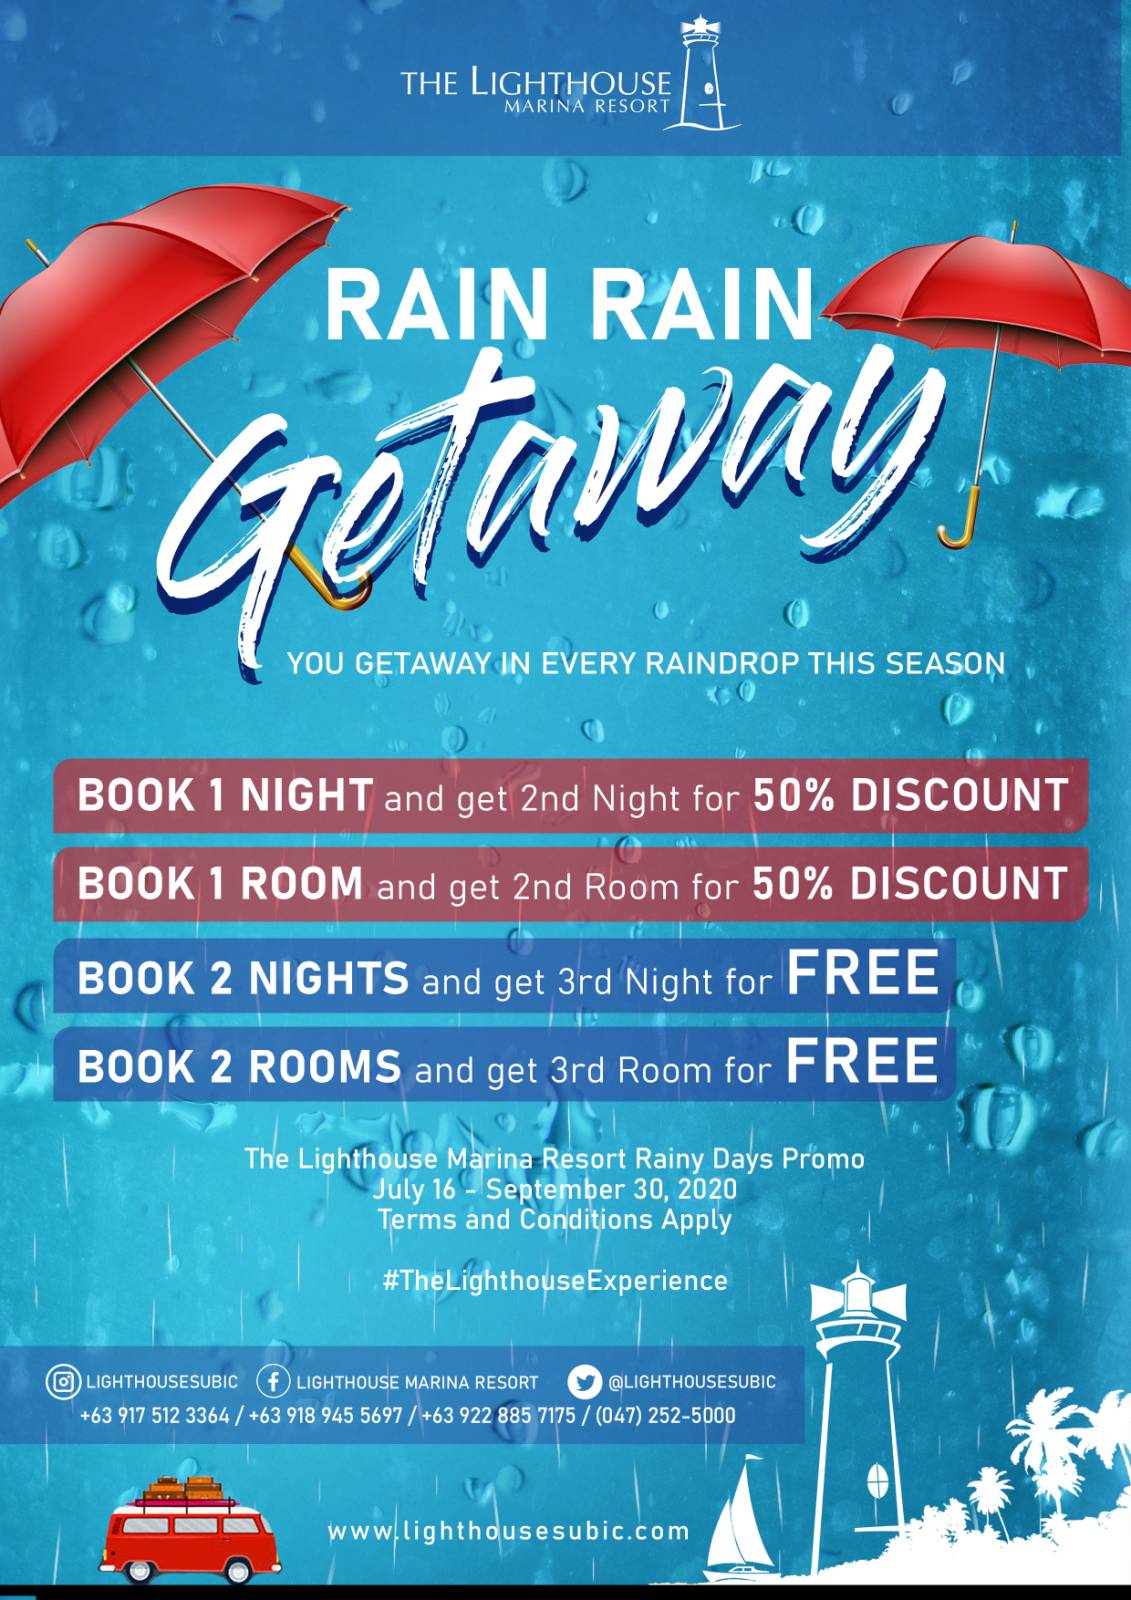 THE LIGHTHOUSE
MARINA RESORT
RAIN RAIN
Getaway
YOU GETAWAY IN EVERY RAINDROP THIS SEASON
BOOK 1 NIGHT and get 2nd Night for 50% DISCOUNT
BOOK 1 ROOM and get 2nd Room for 50% DISCOUNT
BOOK 2 NIGHTS and get 3rd Night for FREE
BOOK 2 ROOMS and get 3rd Room for FREE
The Lighthouse Marina Resort Rainy Days Promo
July 16 - September 30, 2020
Terms and Conditions Apply
#TheLighthouseExperience
LIGHTHOUSESUBIC LIGHTHOUSE MARINA RESORT @LIGHTHOUSESUBIC
+63 917 512 3364 / +63 918 945 5697 / +63 922 885 7175 / (047) 252-5000
www.lighthousesubic.com